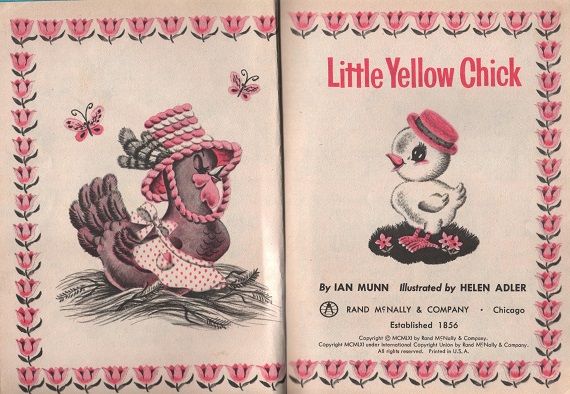 Little Yellow Chick
By IAN MUNN Illustrated by HELEN ADLER
RAND McNALLY & COMPANY · Chicago
Established 1856
Copyright © MCMLXI by Rand McNally & Company.
Copyright MCMLXI under International Copyright Union by Rand McNally & Company.
All rights reserved. Printed in U.S.A.